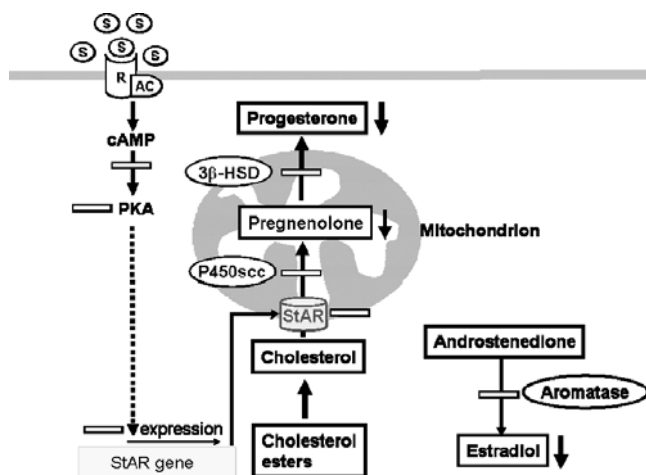 S
S
S
S
S
R
AC
cAMP
PKA
expression
StAR gene
Progesterone
3β-HSD
Pregnenolone
Mitochondrion
P450scc
StAR
Cholesterol
Cholesterol
esters
Androstenedione
Aromatase
Estradiol